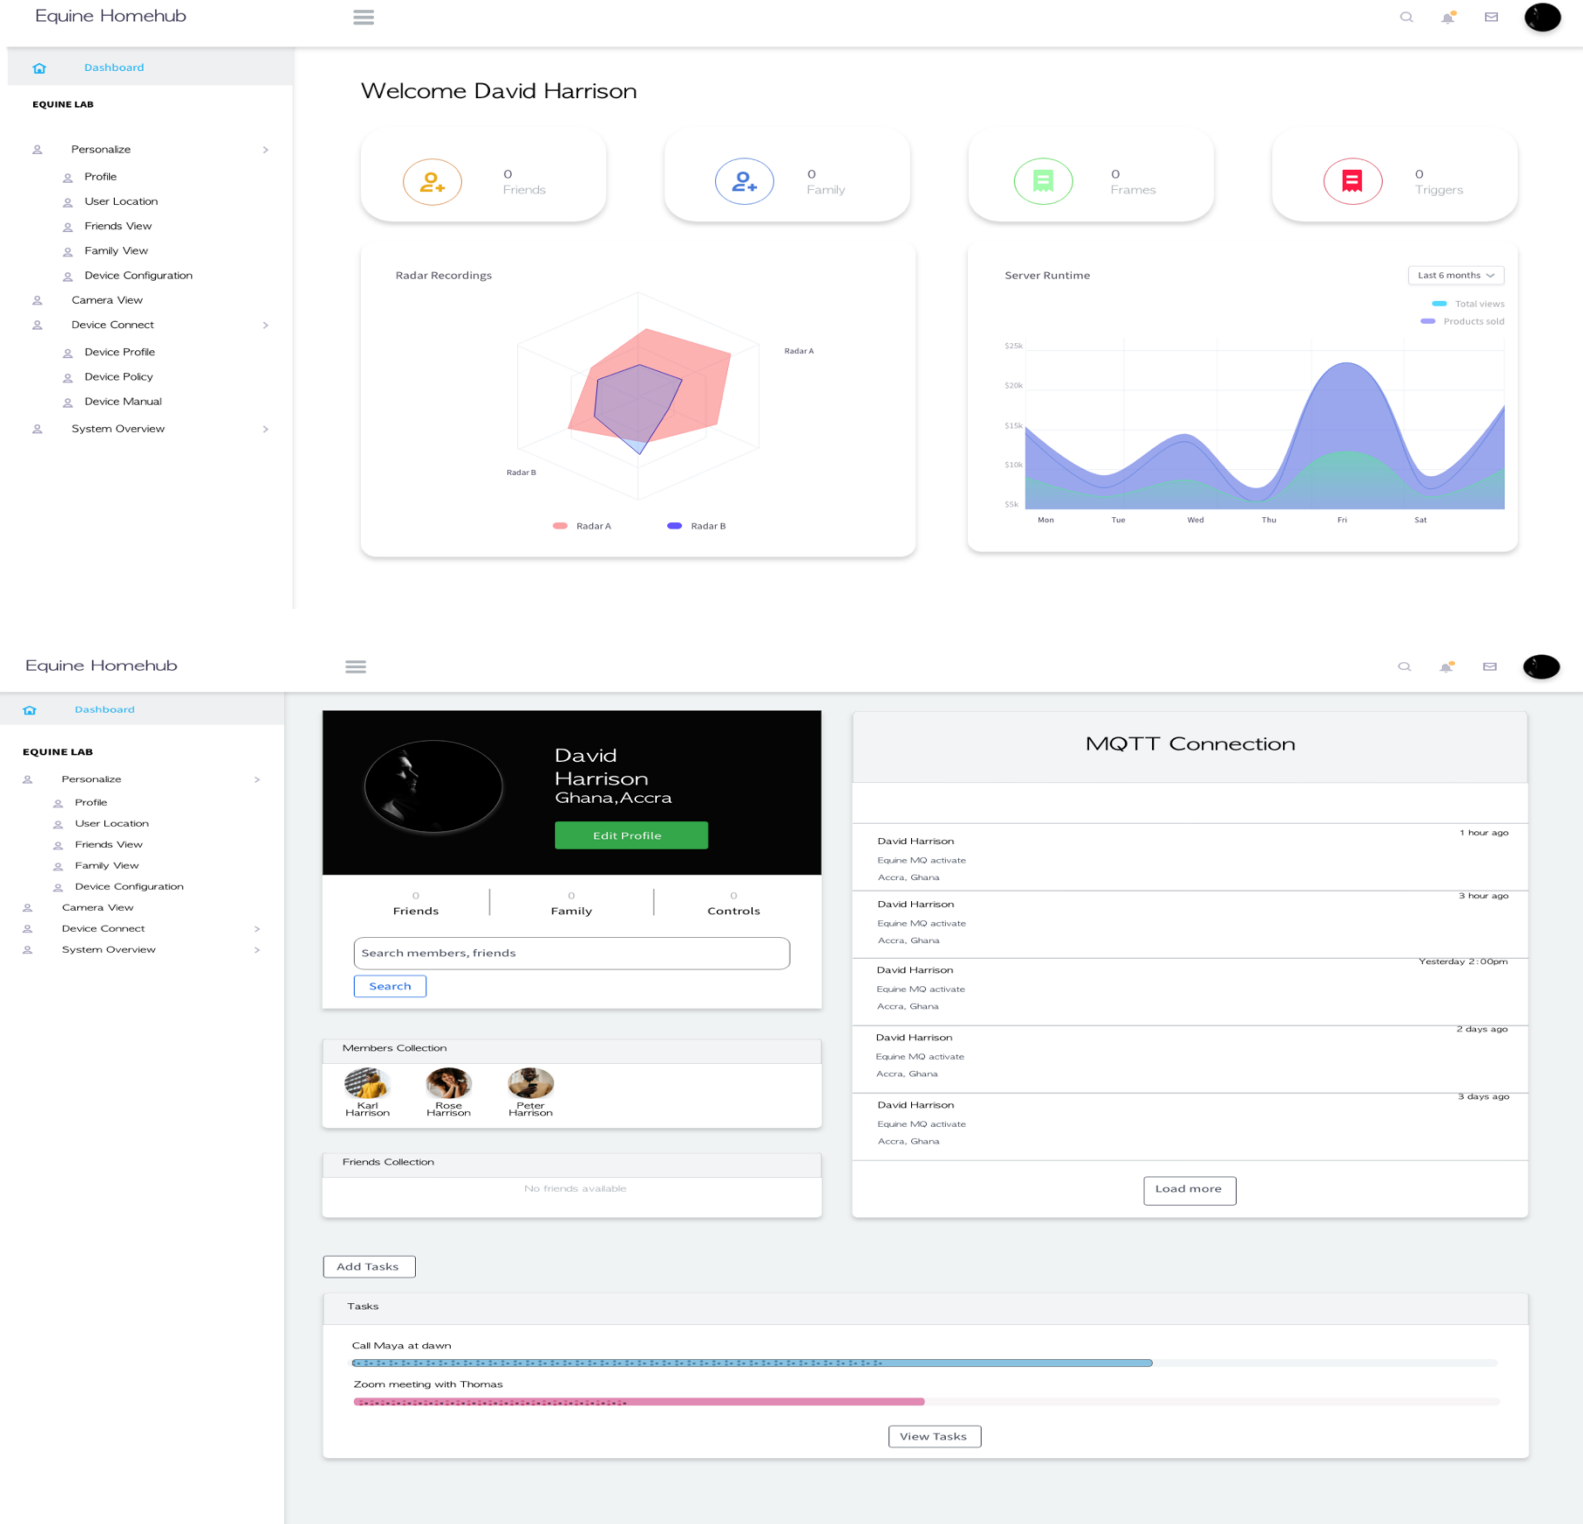 Equine Homehub
Dashboard
EQUINE LAB
Personalize
Profile
User Location
Friends View
Family View
Device Configuration
Camera View
Device Connect
Device Profile
Device Policy
Device Manual
System Overview
Welcome David Harrison
0
Friends
0
Family
0
Frames
0
Triggers
Radar Recordings
Radar A
Radar B
Radar A
Radar B
Server Runtime
Last 6 months
Total views
Products sold
$25k
$20k
$15k
$10k
$5k
Mon Tue Wed Thu Fri Sat
Equine Homehub
Dashboard
EQUINE LAB
Personalize
Profile
User Location
Friends View
Family View
Device Configuration
Camera View
Device Connect
System Overview
David
Harrison
Ghana,Accra
Edit Profile
0
Friends
0
Family
0
Controls
Search members, friends
Search
Members Collection
Karl
Harrison
Rose
Harrison
Peter
Harrison
Friends Collection
No friends available
MQTT Connection
1 hour ago
David Harrison
Equine MQ activate
Accra, Ghana
3 hour ago
David Harrison
Equine MQ activate
Accra, Ghana
Yesterday 2:00pm
David Harrison
Equine MQ activate
Accra, Ghana
2 days ago
David Harrison
Equine MQ activate
Accra, Ghana
3 days ago
David Harrison
Equine MQ activate
Accra, Ghana
Load more
Add Tasks
Tasks
Call Maya at dawn
Zoom meeting with Thomas
View Tasks